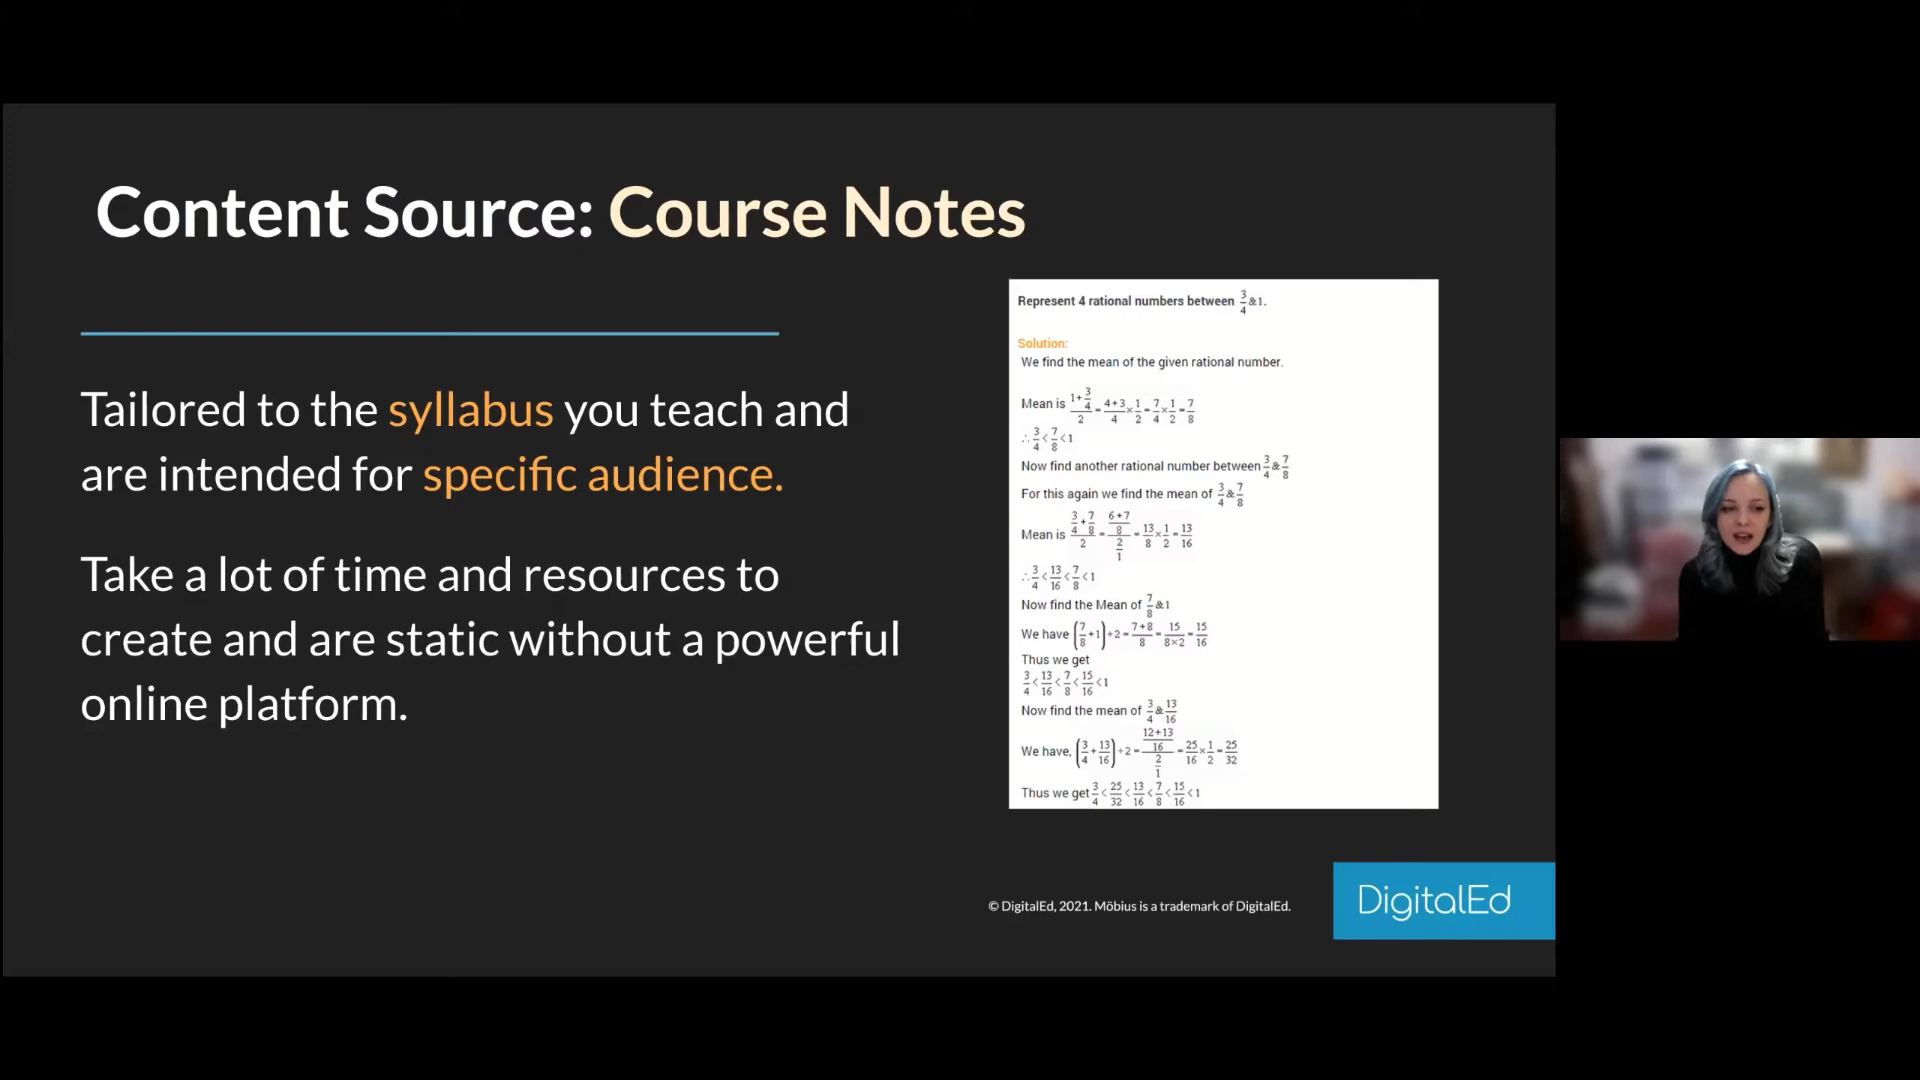 Content Source: Course Notes
Tailored to the syllabus you teach and
are intended for specific audience.
Take a lot of time and resources to
create and are static without a powerful
online platform.
Represent 4 rational numbers between 3/4 & 1.
Solution:
We find the mean of the given rational number.
Mean is (1+3/4)/2 = (4+3)/4 × 1/2 = 7/4 × 1/2 = 7/8
∴ 3/4 < 7/8 < 1
Now find another rational number between 3/4 & 7/8
For this again we find the mean of 3/4 & 7/8
Mean is (3/4 + 7/8)/2 = ((6+7)/8)/(2/1) = 13/8 × 1/2 = 13/16
∴ 3/4 < 13/16 < 7/8 < 1
Now find the Mean of 7/8 & 1
We have (7/8 + 1) ÷ 2 = (7+8)/8 = 15/(8×2) = 15/16
Thus we get
3/4 < 13/16 < 7/8 < 15/16 < 1
Now find the mean of 3/4 & 13/16
We have, (3/4 + 13/16) ÷ 2 = ((12+13)/16)/(2/1) = 25/16 × 1/2 = 25/32
Thus we get 3/4 < 25/32 < 13/16 < 7/8 < 15/16 < 1
© DigitalEd, 2021. Möbius is a trademark of DigitalEd.
DigitalEd